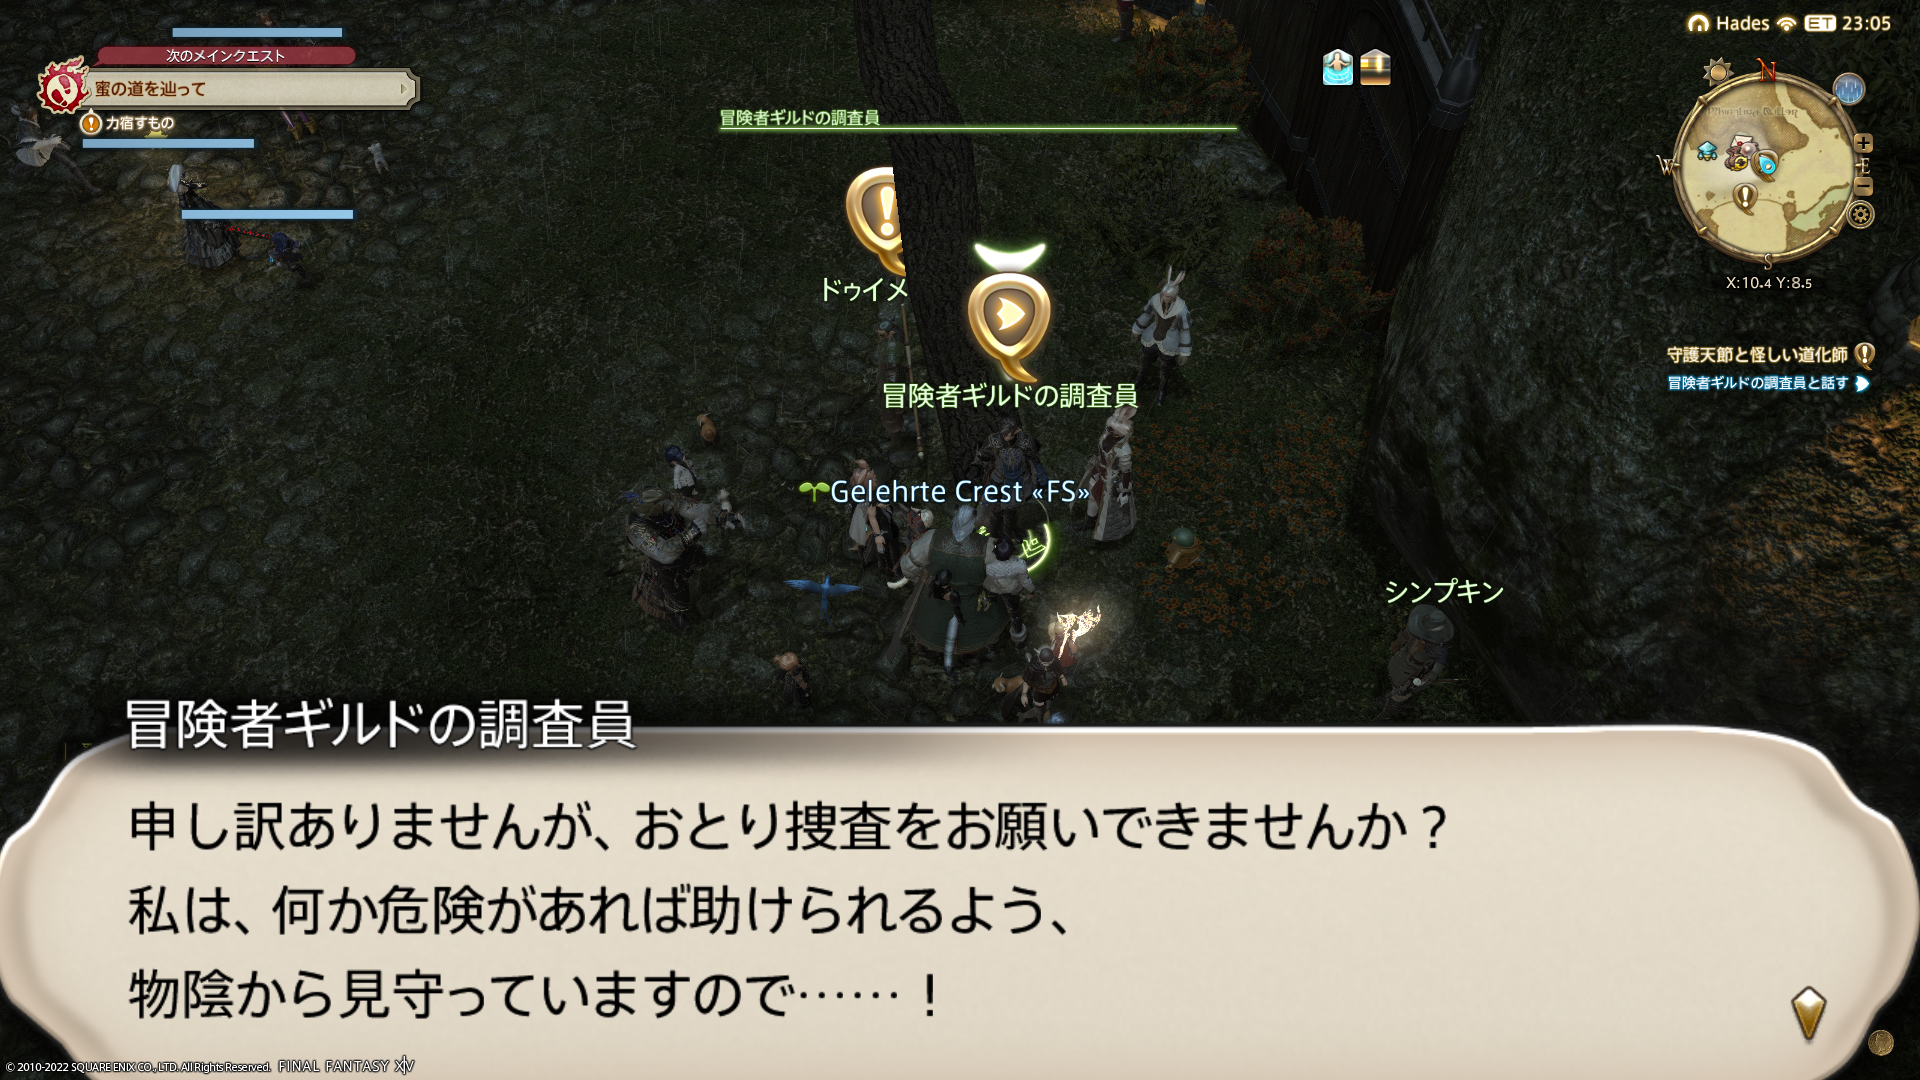 Hades ET 23:05
次のメインクエスト
蜜の道を辿って
力宿すもの
冒険者ギルドの調査員
N
W
E
S
X:10.4 Y:8.5
ドゥイメ
守護天節と怪しい道化師
冒険者ギルドの調査員と話す
冒険者ギルドの調査員
Gelehrte Crest «FS»
シンプキン
冒険者ギルドの調査員
申し訳ありませんが、おとり捜査をお願いできませんか？
私は、何か危険があれば助けられるよう、
物陰から見守っていますので……！
© 2010-2022 SQUARE ENIX CO., LTD. All Rights Reserved. FINAL FANTASY XIV